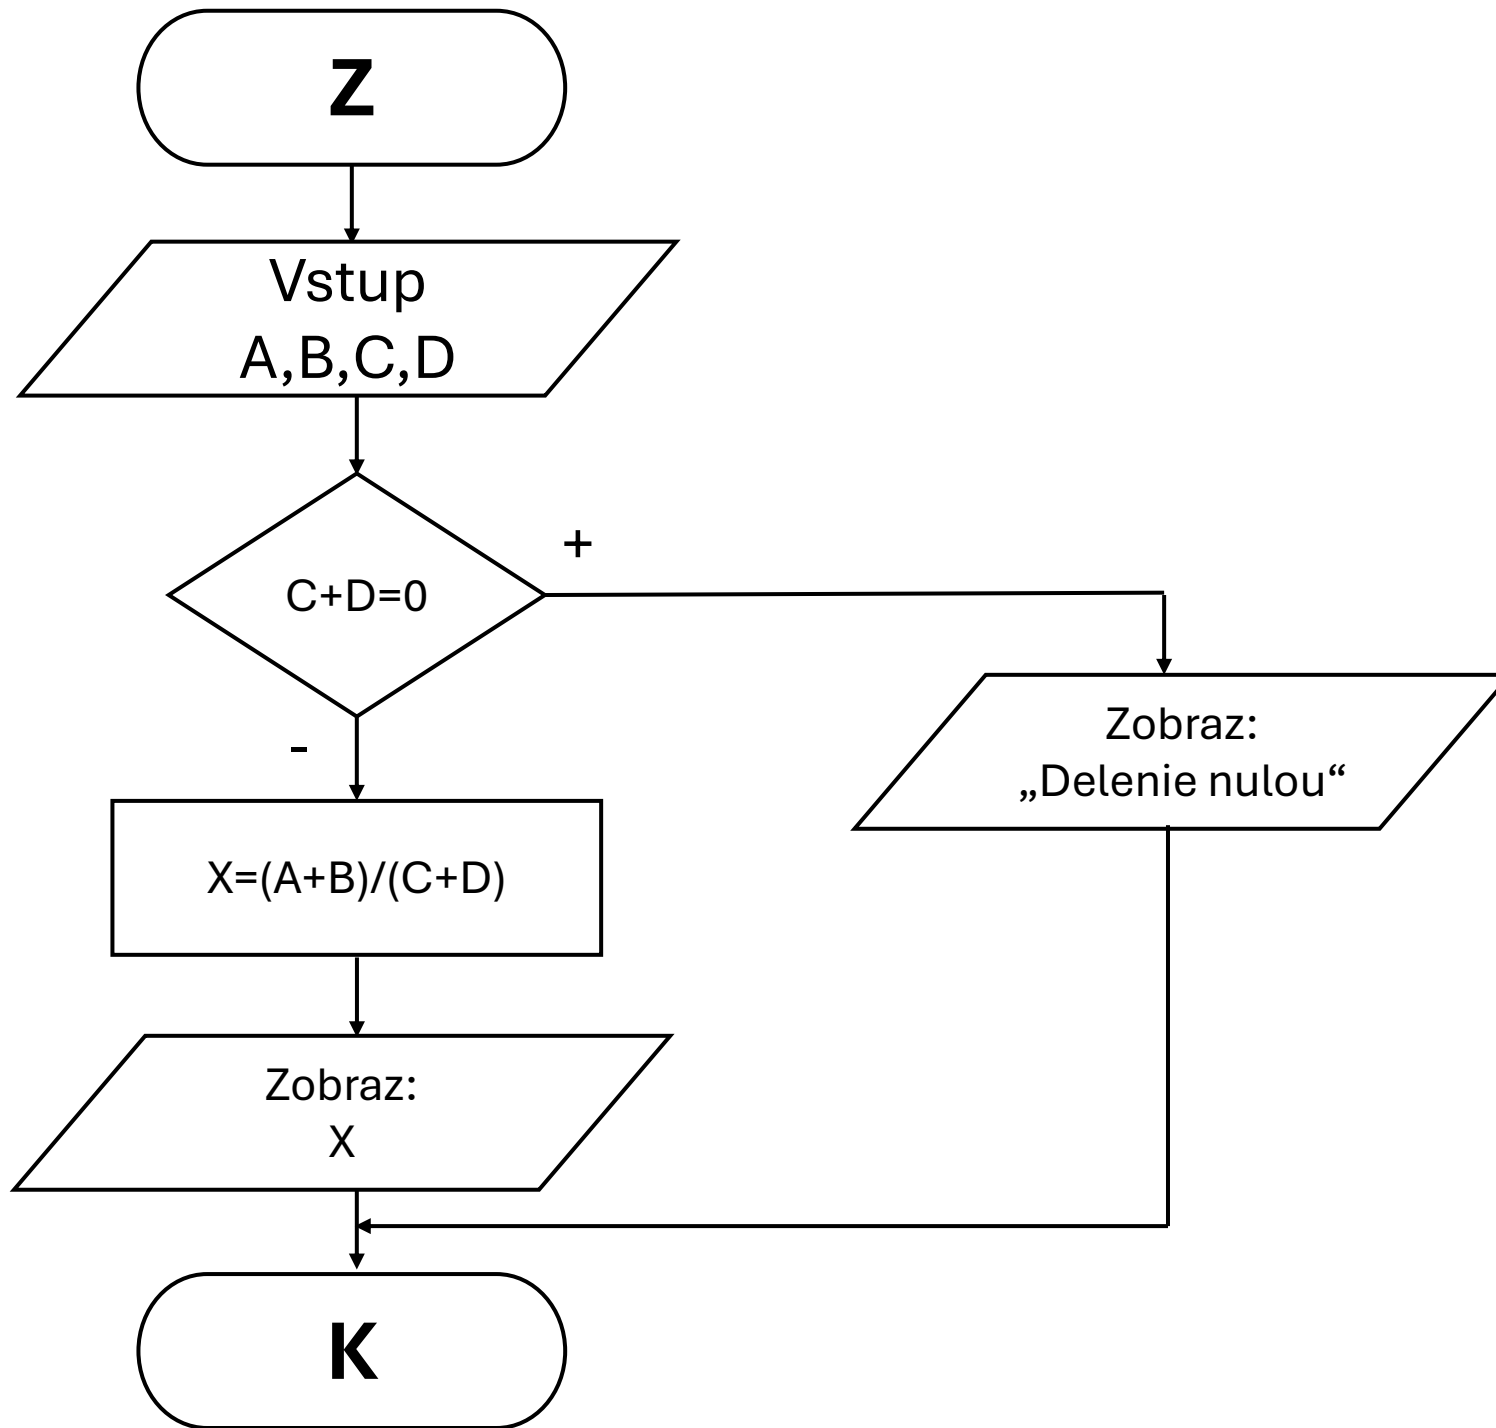 Z
Vstup
A,B,C,D
C+D=0
+
-
Zobraz:
„Delenie nulou“
X=(A+B)/(C+D)
Zobraz:
X
K